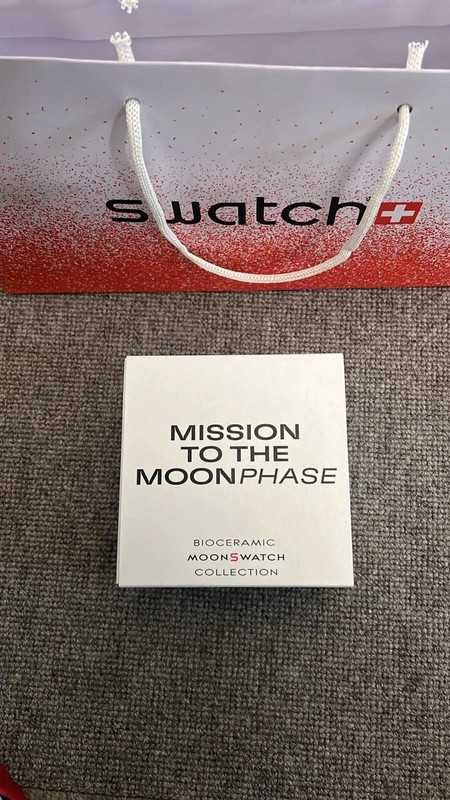 swatch
MISSION
TO THE
MOONPHASE
BIOCERAMIC
MOONSWATCH
COLLECTION